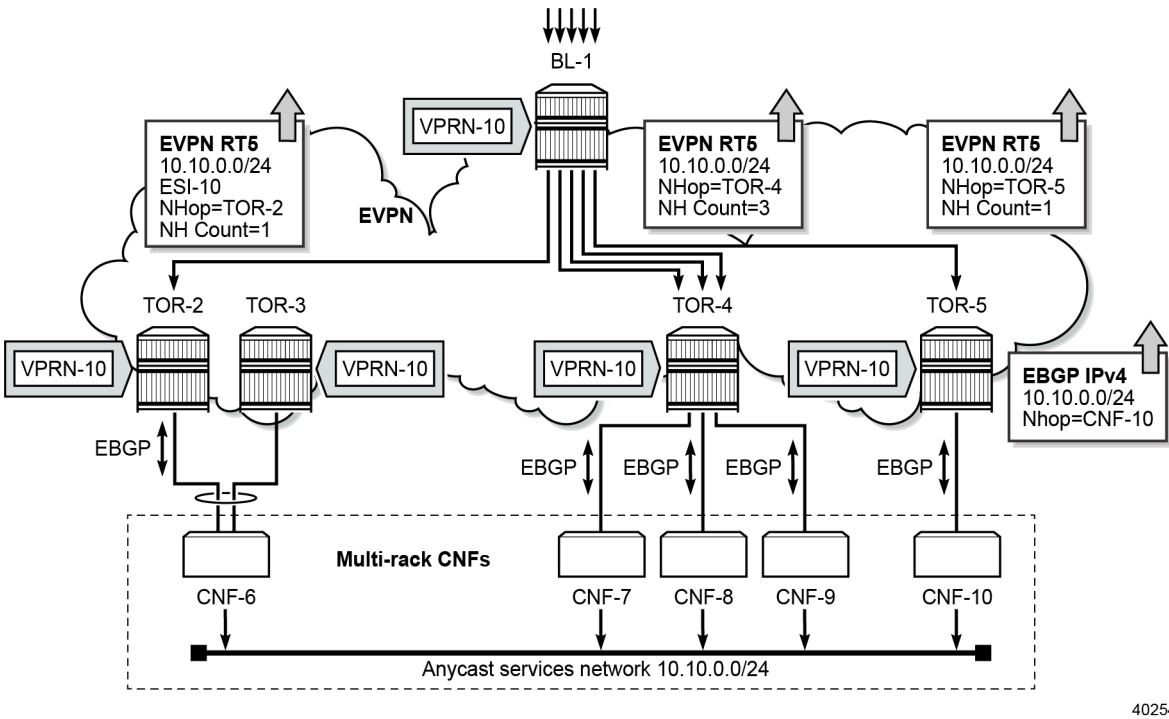 BL-1
VPRN-10
EVPN RT5
10.10.0.0/24
ESI-10
NHop=TOR-2
NH Count=1
EVPN
EVPN RT5
10.10.0.0/24
NHop=TOR-4
NH Count=3
EVPN RT5
10.10.0.0/24
NHop=TOR-5
NH Count=1
TOR-2
TOR-3
TOR-4
TOR-5
VPRN-10
VPRN-10
VPRN-10
VPRN-10
EBGP IPv4
10.10.0.0/24
Nhop=CNF-10
EBGP
EBGP
EBGP
EBGP
EBGP
Multi-rack CNFs
CNF-6
CNF-7
CNF-8
CNF-9
CNF-10
Anycast services network 10.10.0.0/24
4025